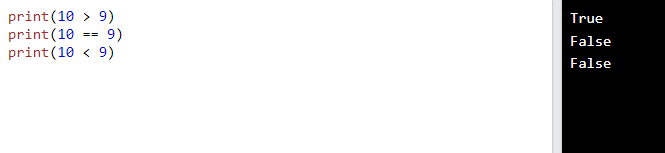 print(10 > 9)
print(10 == 9)
print(10 < 9)
True
False
False